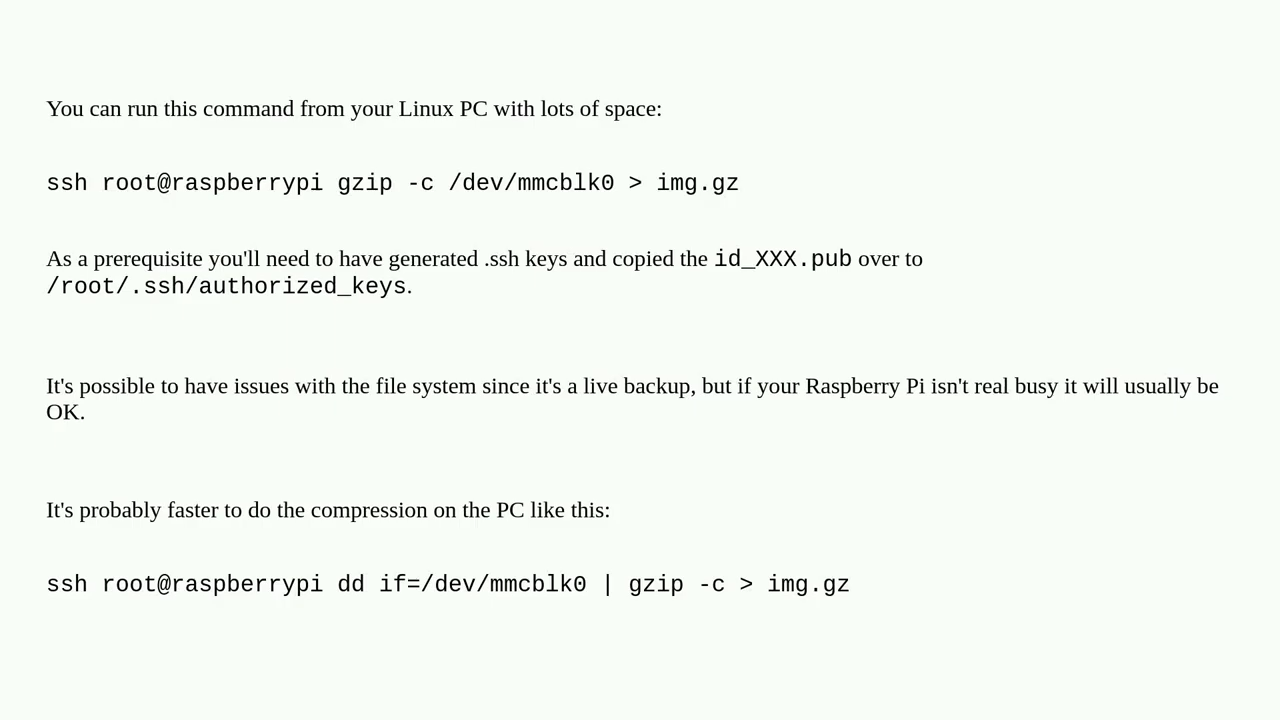 You can run this command from your Linux PC with lots of space:
ssh root@raspberrypi gzip -c /dev/mmcblk0 > img.gz
As a prerequisite you'll need to have generated .ssh keys and copied the id_XXX.pub over to
/root/.ssh/authorized_keys.
It's possible to have issues with the file system since it's a live backup, but if your Raspberry Pi isn't real busy it will usually be
OK.
It's probably faster to do the compression on the PC like this:
ssh root@raspberrypi dd if=/dev/mmcblk0 | gzip -c > img.gz